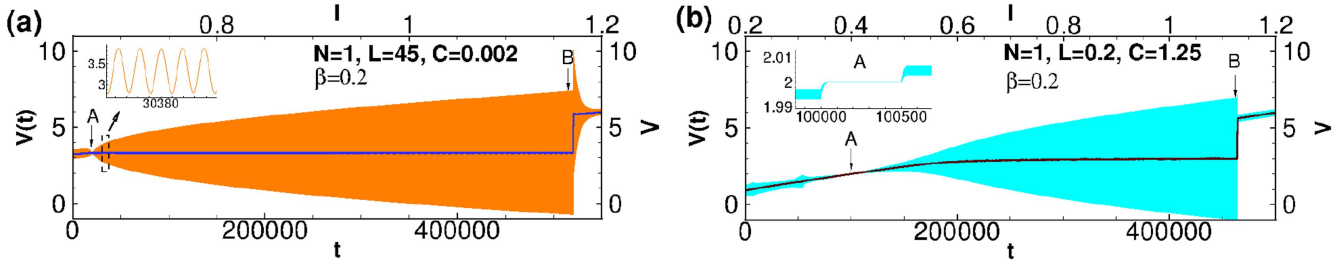 (a)
I
0.8 1 1.2
N=1, L=45, C=0.002
β=0.2
3.5
3
30380
A
B
V(t)
10
5
0
10
5
0
V
0 200000 400000
t
(b)
I
0.2 0.4 0.6 0.8 1 1.2
N=1, L=0.2, C=1.25
β=0.2
2.01
2
1.99
100000 100500
A
A
B
V(t)
10
5
0
10
5
0
V
0 200000 400000
t